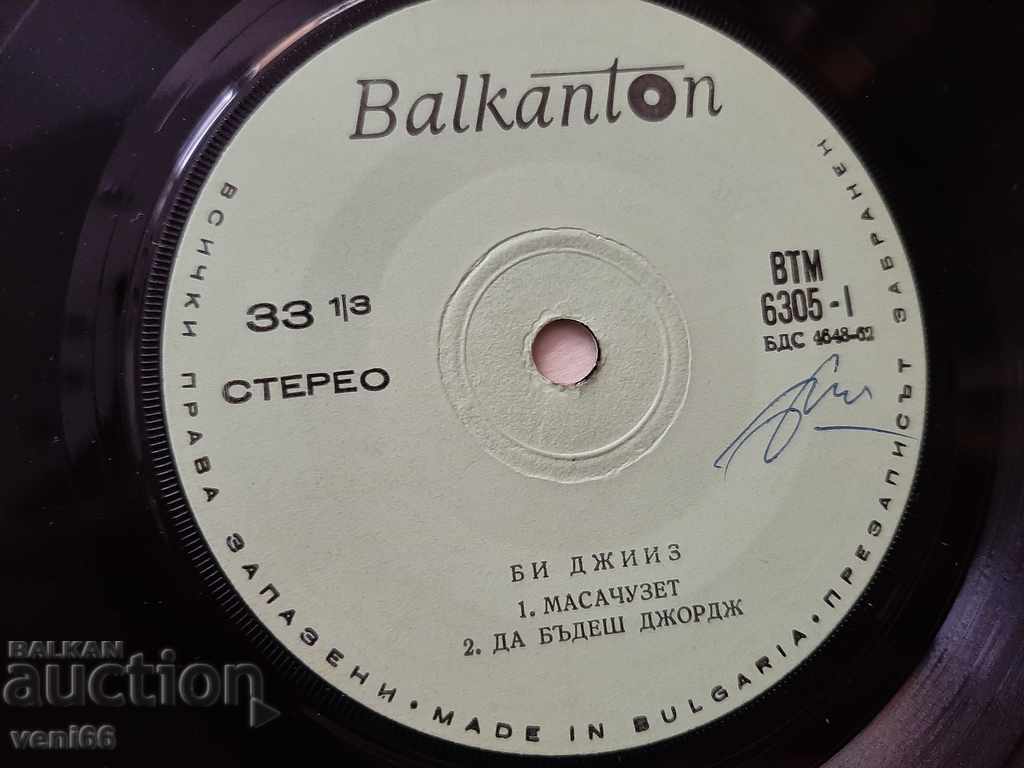 Balkanton
33 1/3
СТЕРЕО
ВТМ
6305-I
БДС 4648-62
БИ ДЖИИЗ
1. МАСАЧУЗЕТ
2. ДА БЪДЕШ ДЖОРДЖ
ВСИЧКИ ПРАВА ЗАПАЗЕНИ · MADE IN BULGARIA · ПРЕЗАПИСЪТ ЗАБРАНЕН
BALKAN
auction
veni66